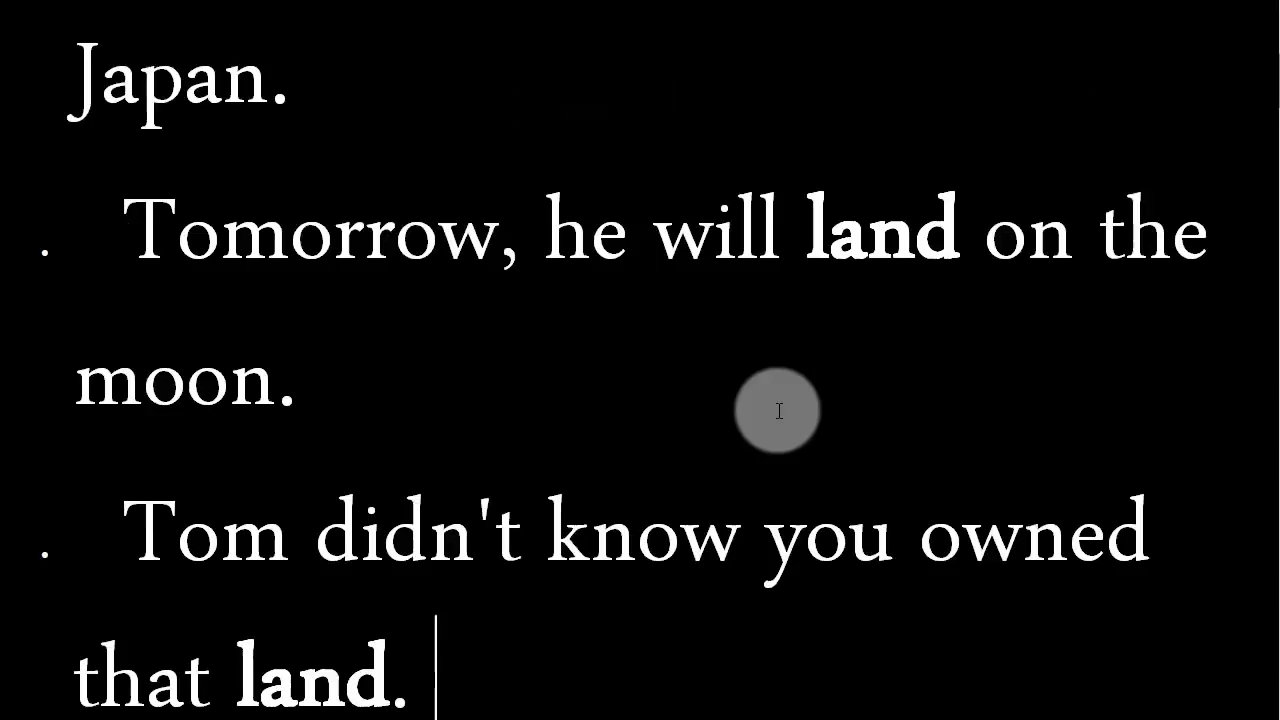 Japan.
. Tomorrow, he will land on the
moon.
. Tom didn't know you owned
that land.